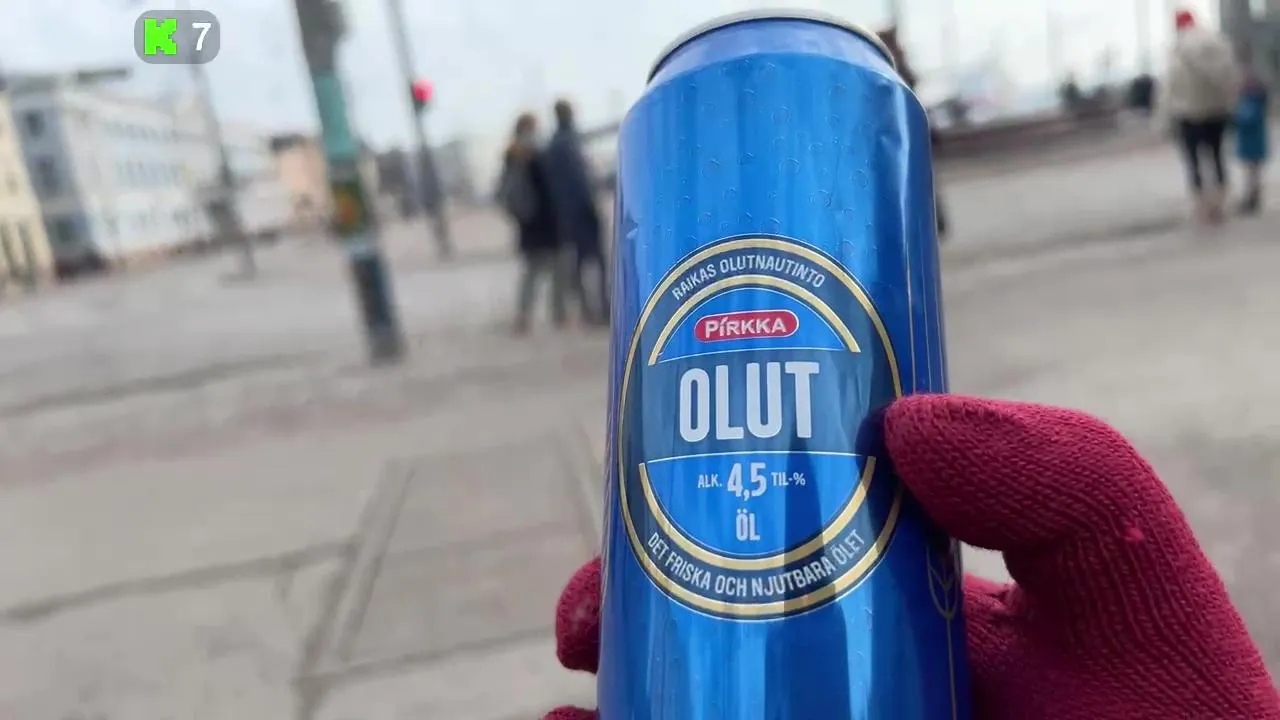 K 7
RAIKAS OLUTNAUTINTO
PIRKKA
OLUT
ALK. 4,5 TIL-%
ÖL
DET FRISKA OCH NJUTBARA ÖLET